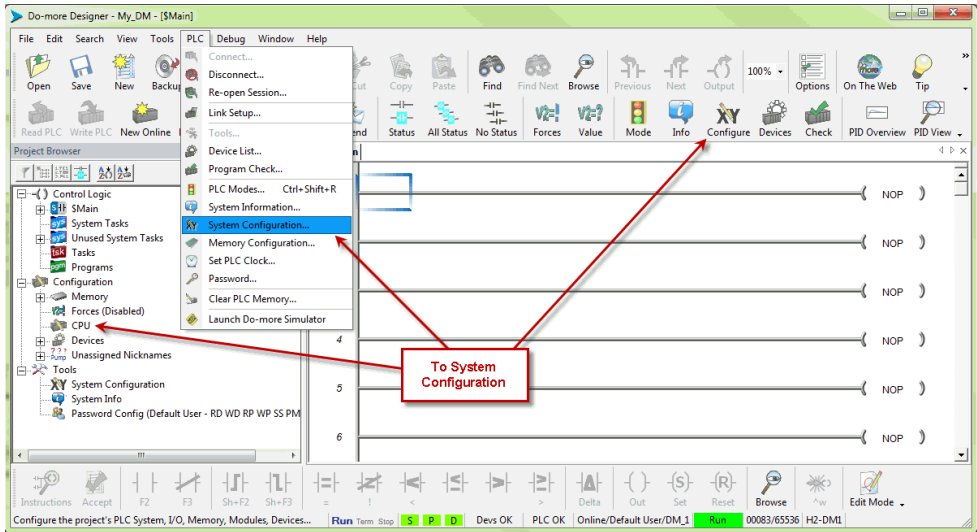 Do-more Designer - My_DM - [$Main]
File Edit Search View Tools PLC Debug Window Help
Open Save New Backup Cut Copy Paste Find Find Next Browse Previous Next Output 100% Options On The Web Tip
Read PLC Write PLC New Online Status All Status No Status Forces Value Mode Info Configure Devices Check PID Overview PID View
Connect...
Disconnect...
Re-open Session...
Link Setup...
Tools...
Device List...
Program Check...
PLC Modes... Ctrl+Shift+R
System Information...
System Configuration...
Memory Configuration...
Set PLC Clock...
Password...
Clear PLC Memory...
Launch Do-more Simulator
Project Browser
Control Logic
$Main
System Tasks
Unused System Tasks
Tasks
Programs
Configuration
Memory
Forces (Disabled)
CPU
Devices
Unassigned Nicknames
Tools
System Configuration
System Info
Password Config (Default User - RD WD RP WP SS PM
NOP
NOP
NOP
4 NOP
5 NOP
6 NOP
To System
Configuration
Instructions Accept F2 F3 Sh+F2 Sh+F3 = ! < ≤ > ≥ Delta Out Set Reset Browse ^w Edit Mode
Configure the project's PLC System, I/O, Memory, Modules, Devices... Run Term Stop S P D Devs OK PLC OK Online/Default User/DM_1 Run 00083/65536 H2-DM1